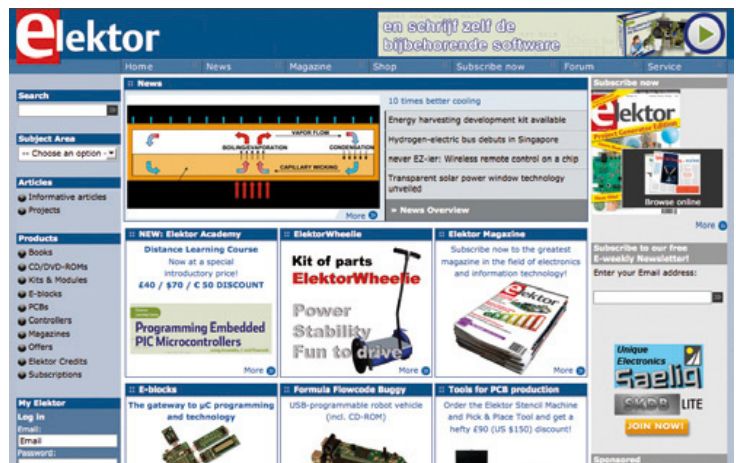 elektor
en schrijf zelf de
bijbehorende software
Home News Magazine Shop Subscribe now Forum Service
Search
Subject Area
-- Choose an option -
Articles
Informative articles
Projects
Products
Books
CD/DVD-ROMs
Kits & Modules
E-blocks
PCBs
Controllers
Magazines
Offers
Elektor Credits
Subscriptions
My Elektor
Log in
Email:
Email
Password:
:: News
VAPOR FLOW
BOILING/EVAPORATION
CONDENSATION
CAPILLARY WICKING
More
10 times better cooling
Energy harvesting development kit available
Hydrogen-electric bus debuts in Singapore
never EZ-ier: Wireless remote control on a chip
Transparent solar power window technology
unveiled
» News Overview
:: NEW: Elektor Academy
Distance Learning Course
Now at a special
introductory price!
£40 / $70 / € 50 DISCOUNT
Programming Embedded
PIC Microcontrollers
More
:: ElektorWheelie
Kit of parts
ElektorWheelie
Power
Stability
Fun to drive
More
:: Elektor Magazine
Subscribe now to the greatest
magazine in the field of electronics
and information technology!
elektor
More
:: E-blocks
The gateway to µC programming
and technology
:: Formula Flowcode Buggy
USB-programmable robot vehicle
(incl. CD-ROM)
:: Tools for PCB production
Order the Elektor Stencil Machine
and Pick & Place Tool and get a
hefty £90 (US $150) discount!
Subscribe now
elektor
Project Generator Edition
Browse online
More
Subscribe to our free
E-weekly Newsletter!
Enter your Email address:
Unique
Electronics
Saelig
SKDB LITE
JOIN NOW!
Sponsored